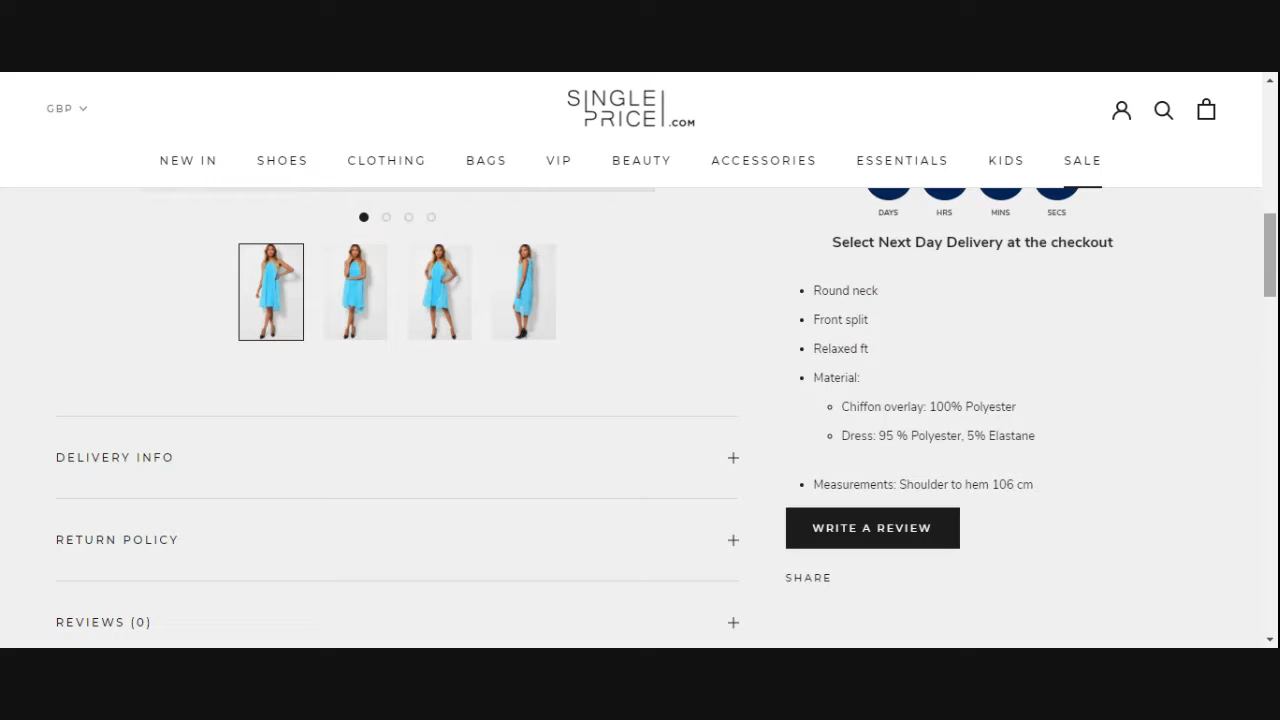 GBP
SINGLE
PRICE.COM
NEW IN SHOES CLOTHING BAGS VIP BEAUTY ACCESSORIES ESSENTIALS KIDS SALE
DAYS HRS MINS SECS
Select Next Day Delivery at the checkout
Round neck
Front split
Relaxed ft
Material:
Chiffon overlay: 100% Polyester
Dress: 95 % Polyester, 5% Elastane
Measurements: Shoulder to hem 106 cm
WRITE A REVIEW
SHARE
DELIVERY INFO
RETURN POLICY
REVIEWS (0)